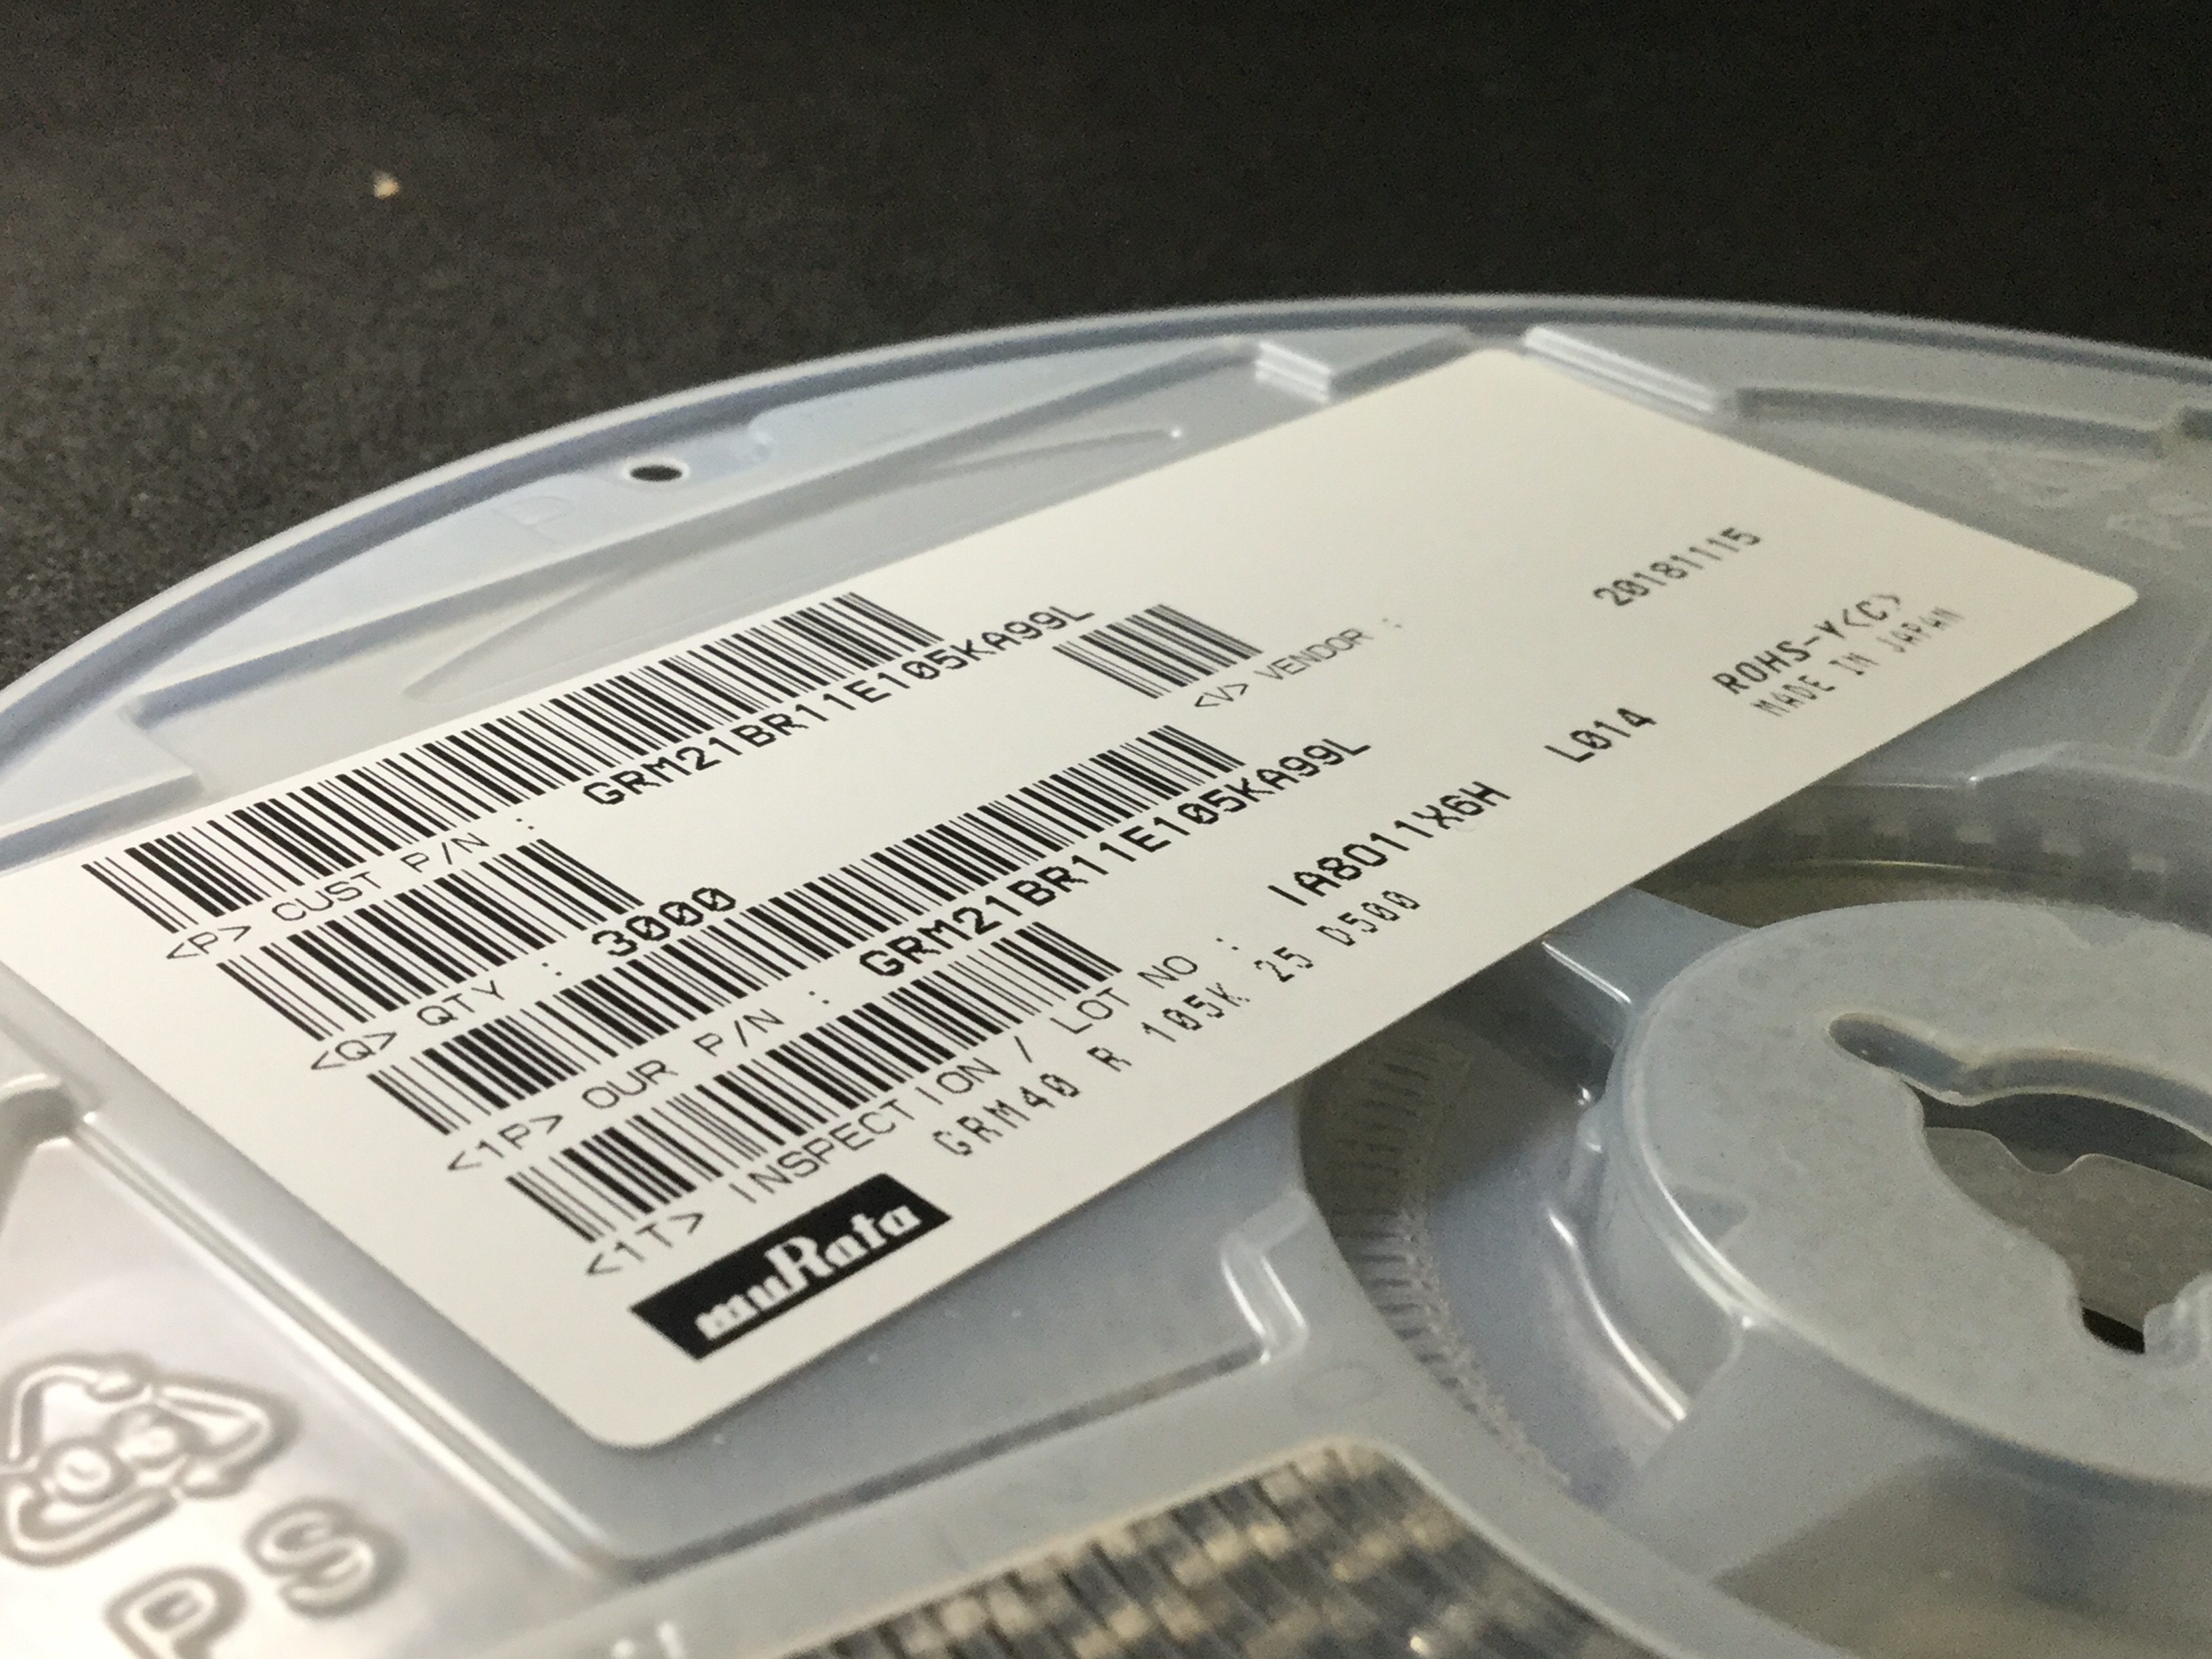 <P> CUST P/N : GRM21BR11E105KA99L
<Q> QTY : 3000
<V> VENDOR :
20181115
<1P> OUR P/N : GRM21BR11E105KA99L
<1T> INSPECTION / LOT NO : IA8011X6H L014
ROHS-Y<C>
GRM40 R 105K 25 D500
MADE IN JAPAN
muRata
PS